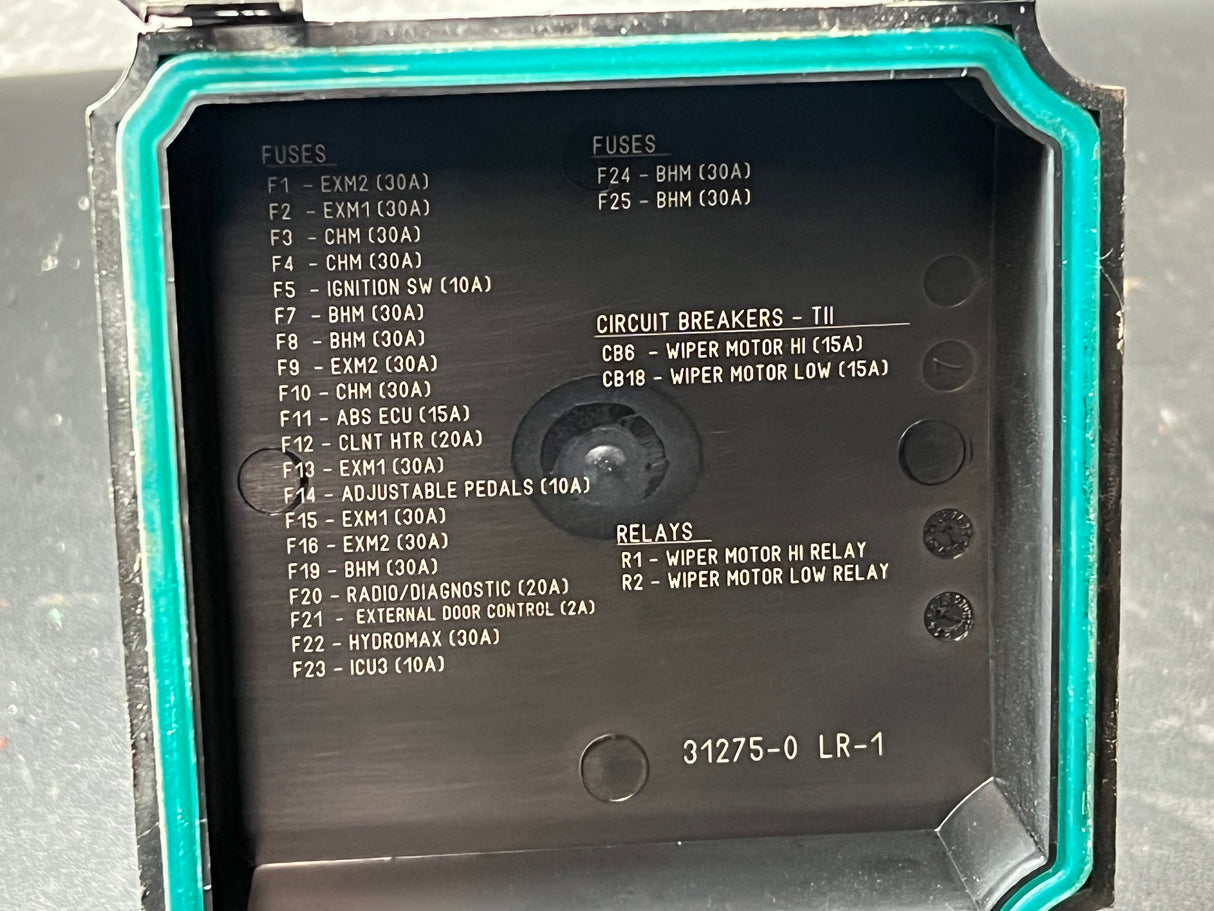 FUSES
F1 - EXM2 (30A)
F2 - EXM1 (30A)
F3 - CHM (30A)
F4 - CHM (30A)
F5 - IGNITION SW (10A)
F7 - BHM (30A)
F8 - BHM (30A)
F9 - EXM2 (30A)
F10 - CHM (30A)
F11 - ABS ECU (15A)
F12 - CLNT HTR (20A)
F13 - EXM1 (30A)
F14 - ADJUSTABLE PEDALS (10A)
F15 - EXM1 (30A)
F16 - EXM2 (30A)
F19 - BHM (30A)
F20 - RADIO/DIAGNOSTIC (20A)
F21 - EXTERNAL DOOR CONTROL (2A)
F22 - HYDROMAX (30A)
F23 - ICU3 (10A)
FUSES
F24 - BHM (30A)
F25 - BHM (30A)
CIRCUIT BREAKERS - TII
CB6 - WIPER MOTOR HI (15A)
CB18 - WIPER MOTOR LOW (15A)
RELAYS
R1 - WIPER MOTOR HI RELAY
R2 - WIPER MOTOR LOW RELAY
31275-0 LR-1